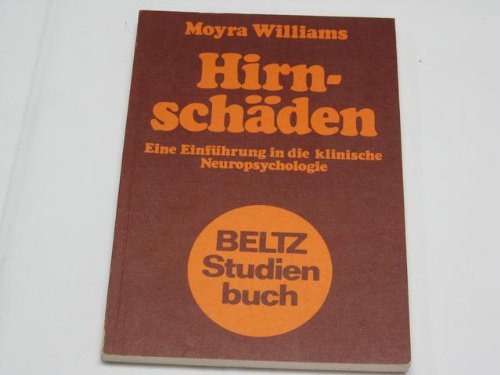 Moyra Williams
Hirn-
schäden
Eine Einführung in die klinische
Neuropsychologie
BELTZ
Studien
buch